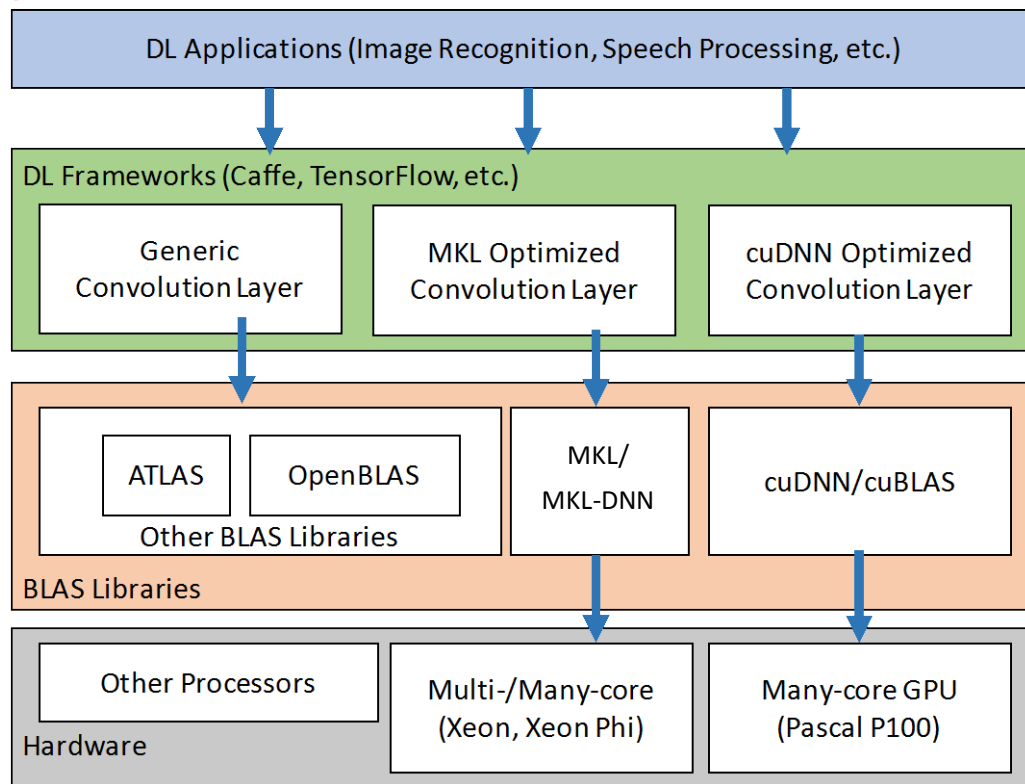 DL Applications (Image Recognition, Speech Processing, etc.)
DL Frameworks (Caffe, TensorFlow, etc.)
Generic
Convolution Layer
MKL Optimized
Convolution Layer
cuDNN Optimized
Convolution Layer
ATLAS
OpenBLAS
Other BLAS Libraries
MKL/
MKL-DNN
cuDNN/cuBLAS
BLAS Libraries
Other Processors
Multi-/Many-core
(Xeon, Xeon Phi)
Many-core GPU
(Pascal P100)
Hardware